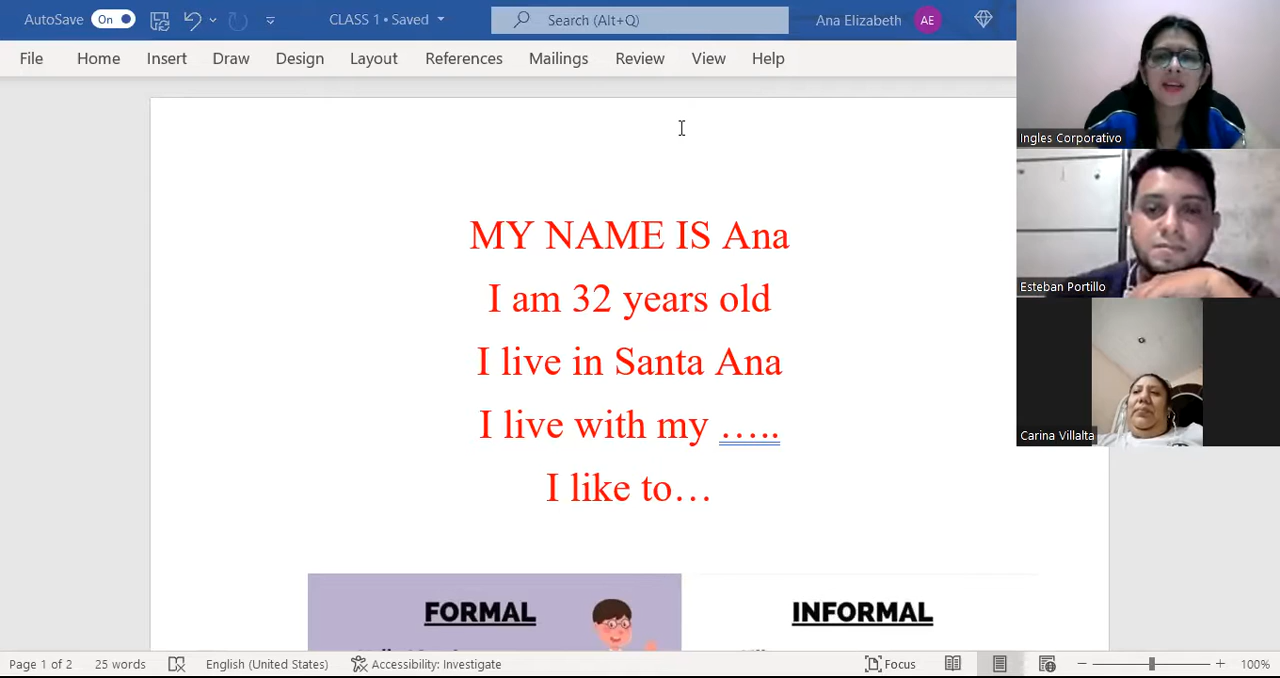 AutoSave On CLASS 1 • Saved Search (Alt+Q) Ana Elizabeth AE
File Home Insert Draw Design Layout References Mailings Review View Help
MY NAME IS Ana
I am 32 years old
I live in Santa Ana
I live with my …..
I like to…
FORMAL INFORMAL
Ingles Corporativo
Esteban Portillo
Carina Villalta
Page 1 of 2 25 words English (United States) Accessibility: Investigate Focus 100%